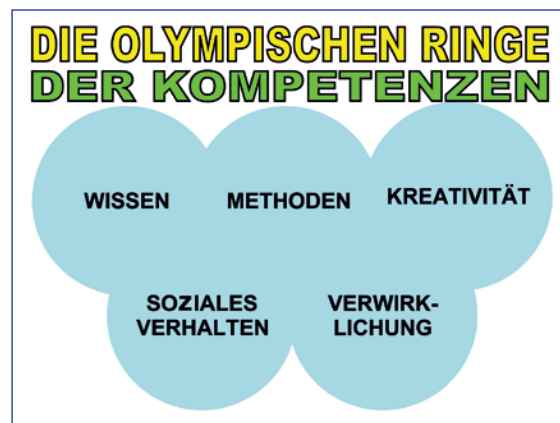 DIE OLYMPISCHEN RINGE
DER KOMPETENZEN
WISSEN
METHODEN
KREATIVITÄT
SOZIALES
VERHALTEN
VERWIRK-
LICHUNG